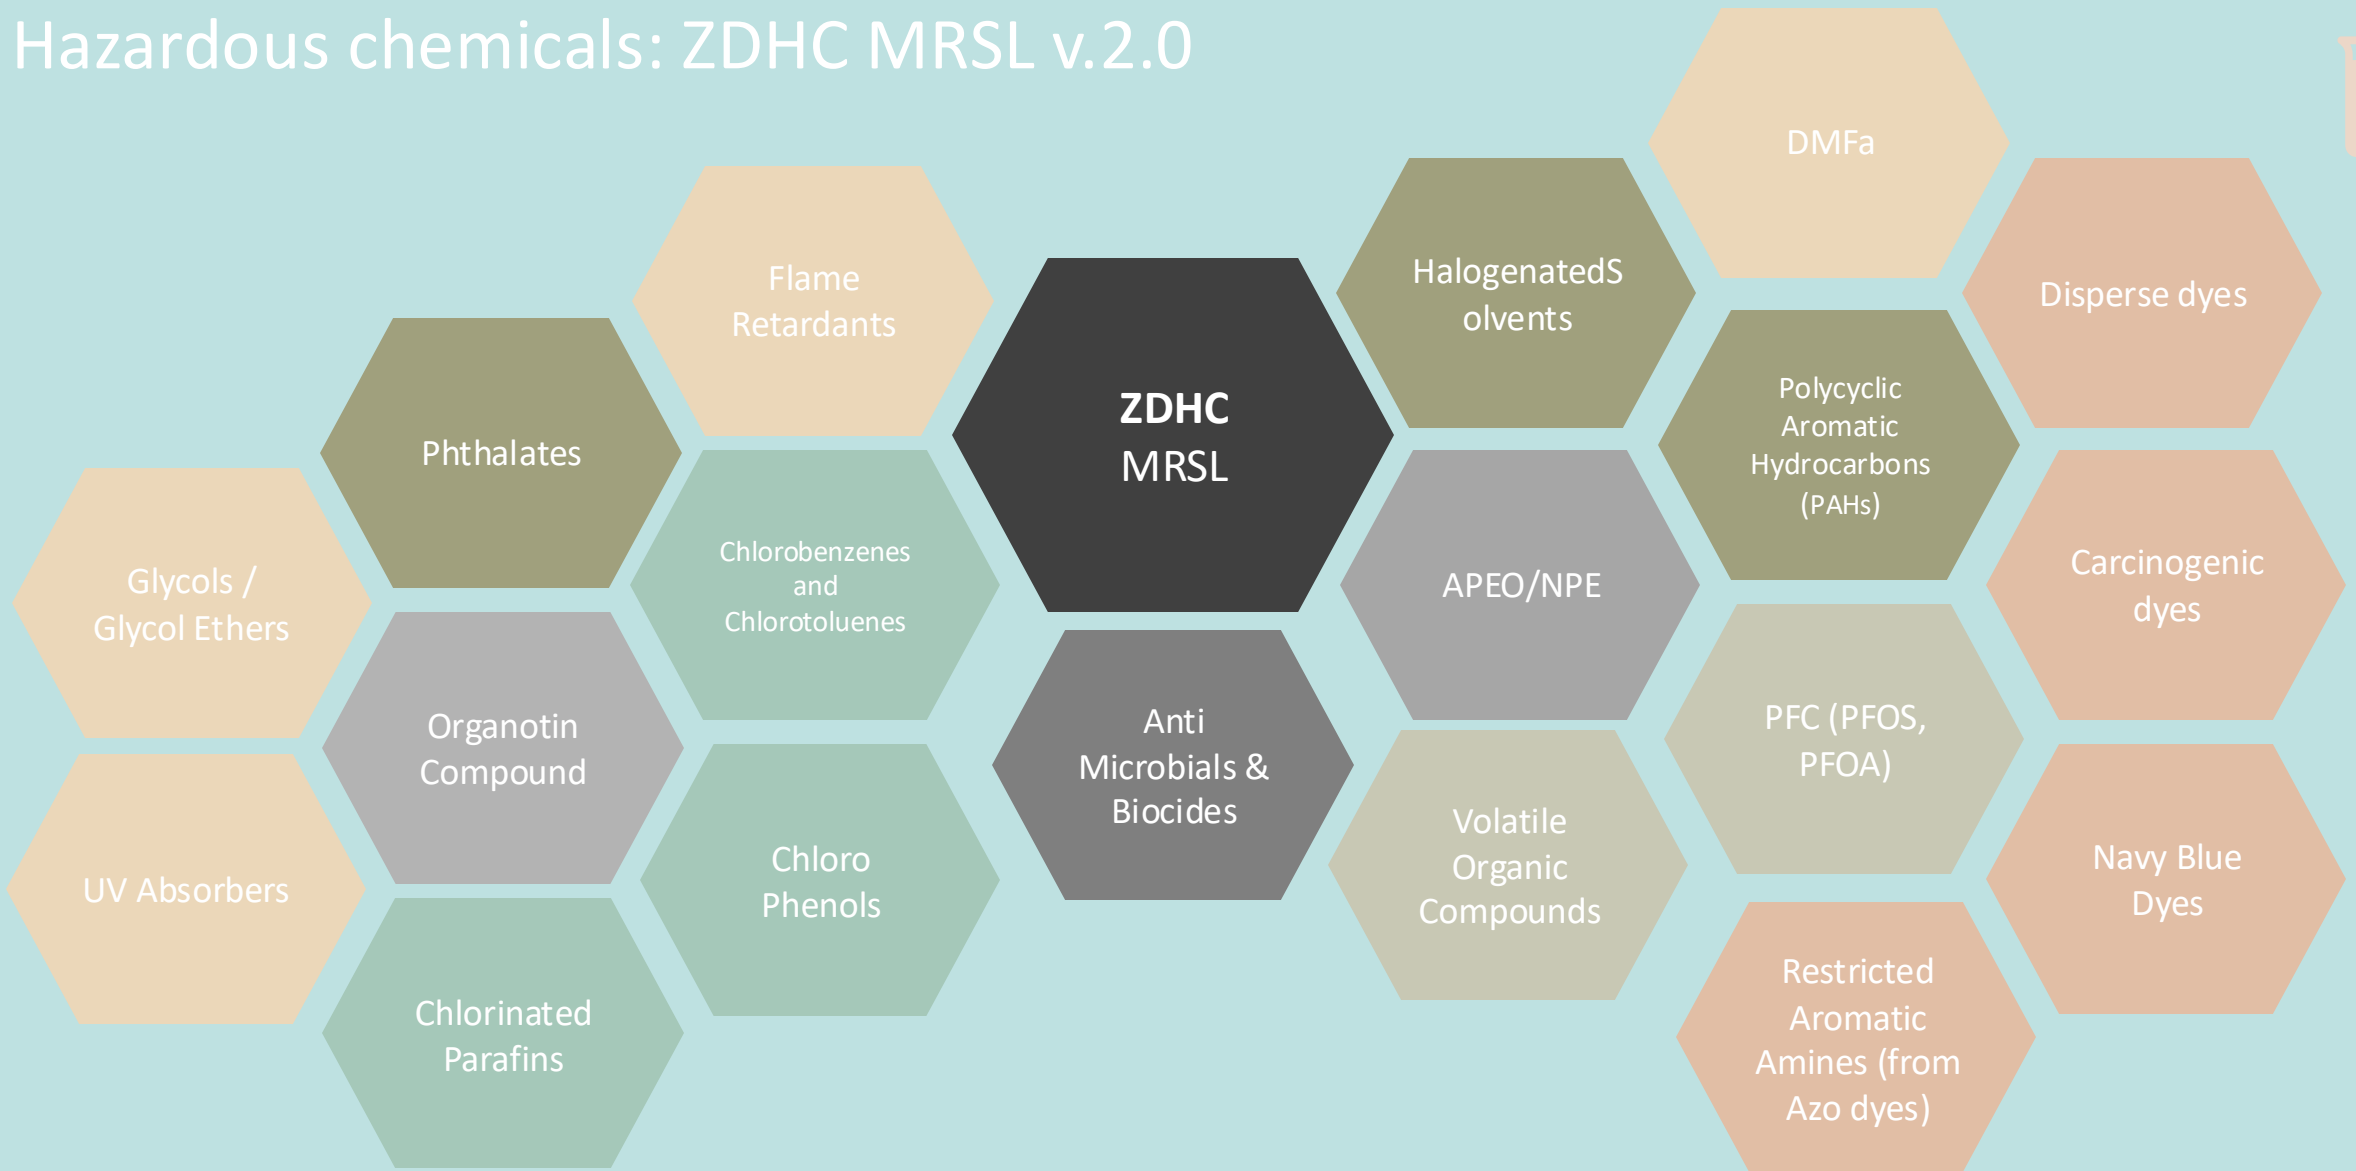 Hazardous chemicals: ZDHC MRSL v.2.0
DMFa
Flame
Retardants
HalogenatedS
olvents
Disperse dyes
Phthalates
ZDHC
MRSL
Polycyclic
Aromatic
Hydrocarbons
(PAHs)
Glycols /
Glycol Ethers
Chlorobenzenes
and
Chlorotoluenes
APEO/NPE
Carcinogenic
dyes
Organotin
Compound
Anti
Microbials &
Biocides
PFC (PFOS,
PFOA)
UV Absorbers
Chloro
Phenols
Volatile
Organic
Compounds
Navy Blue
Dyes
Chlorinated
Parafins
Restricted
Aromatic
Amines (from
Azo dyes)